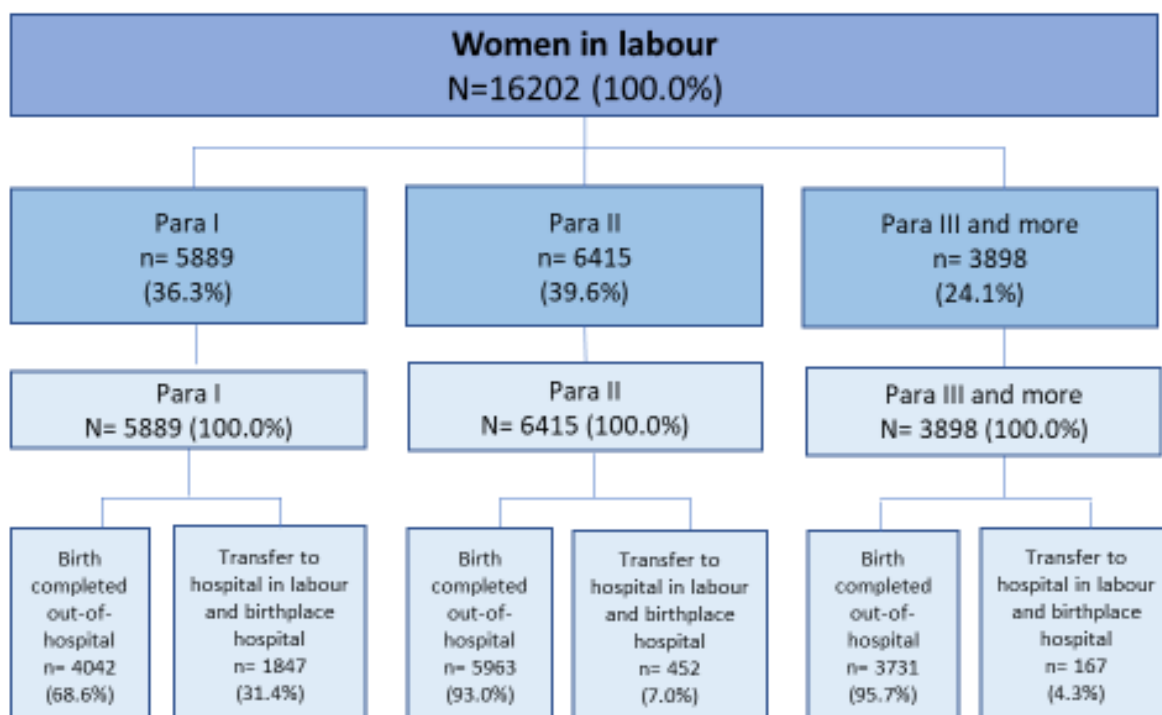 Women in labour
N=16202 (100.0%)
Para I
n= 5889
(36.3%)
Para II
n= 6415
(39.6%)
Para III and more
n= 3898
(24.1%)
Para I
N= 5889 (100.0%)
Para II
N= 6415 (100.0%)
Para III and more
N= 3898 (100.0%)
Birth
completed
out-of-
hospital
n= 4042
(68.6%)
Transfer to
hospital in labour
and birthplace
hospital
n= 1847
(31.4%)
Birth
completed
out-of-
hospital
n= 5963
(93.0%)
Transfer to
hospital in labour
and birthplace
hospital
n= 452
(7.0%)
Birth
completed
out-of-
hospital
n= 3731
(95.7%)
Transfer to
hospital in labour
and birthplace
hospital
n= 167
(4.3%)